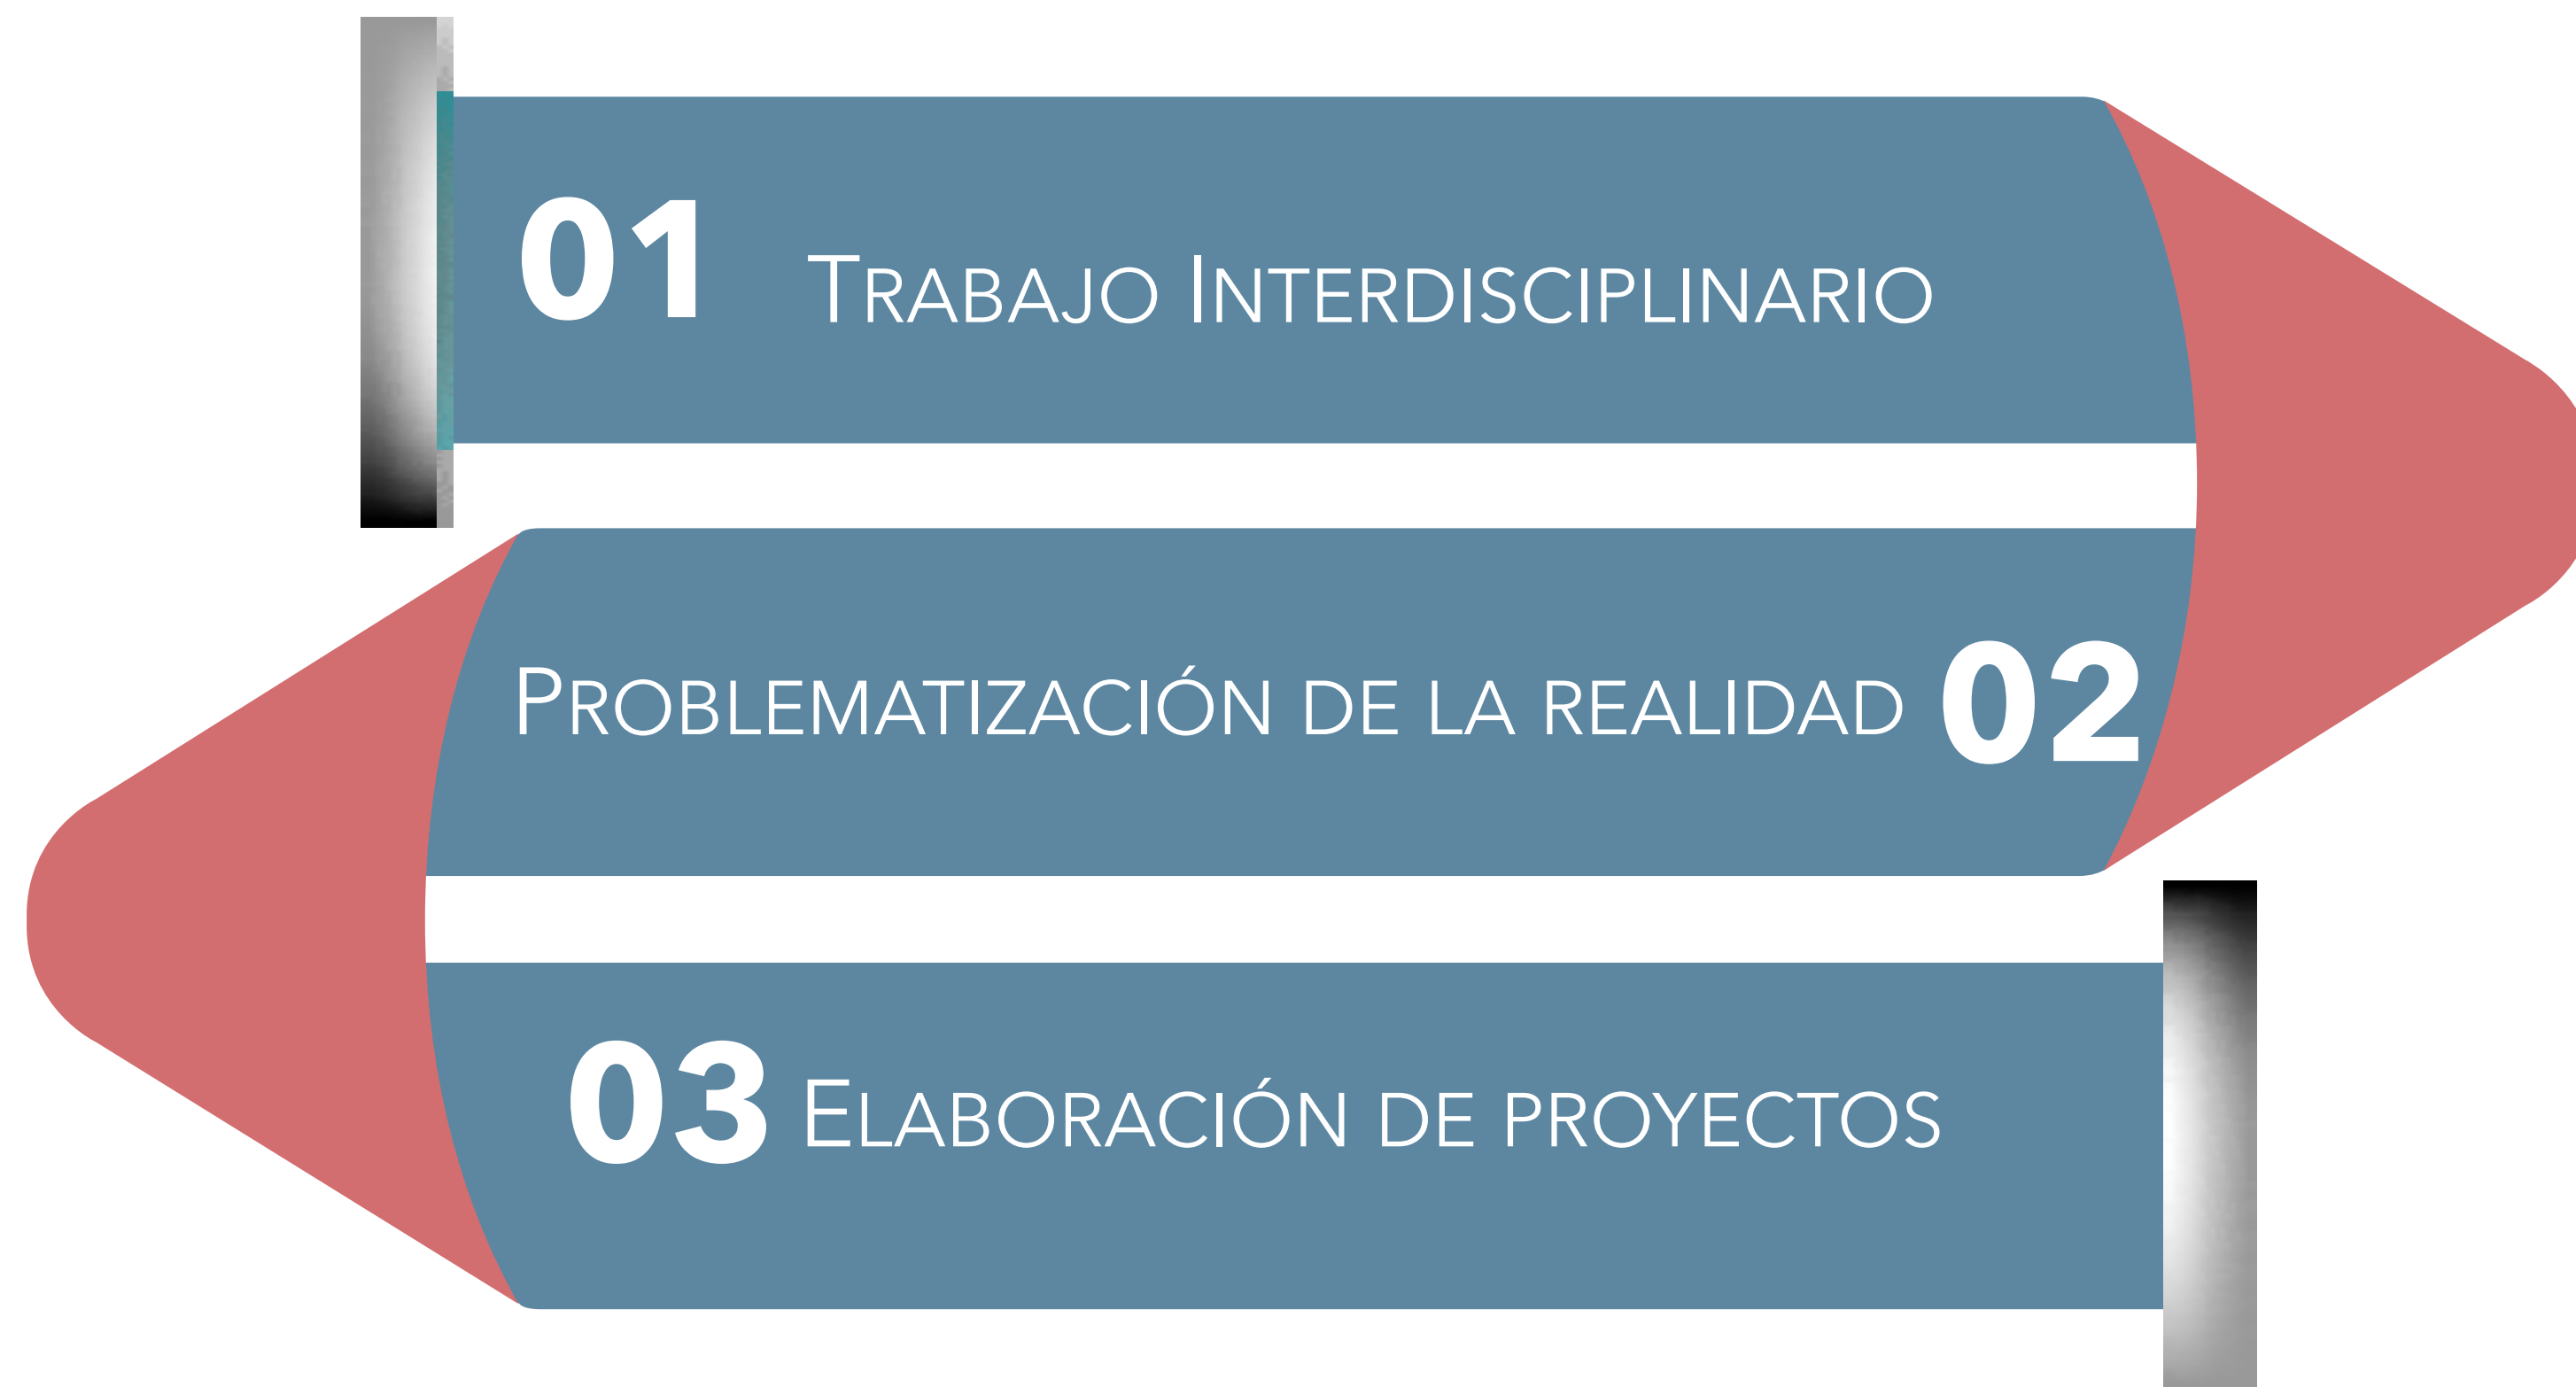 01 Trabajo Interdisciplinario
Problematización de la realidad 02
03 Elaboración de proyectos